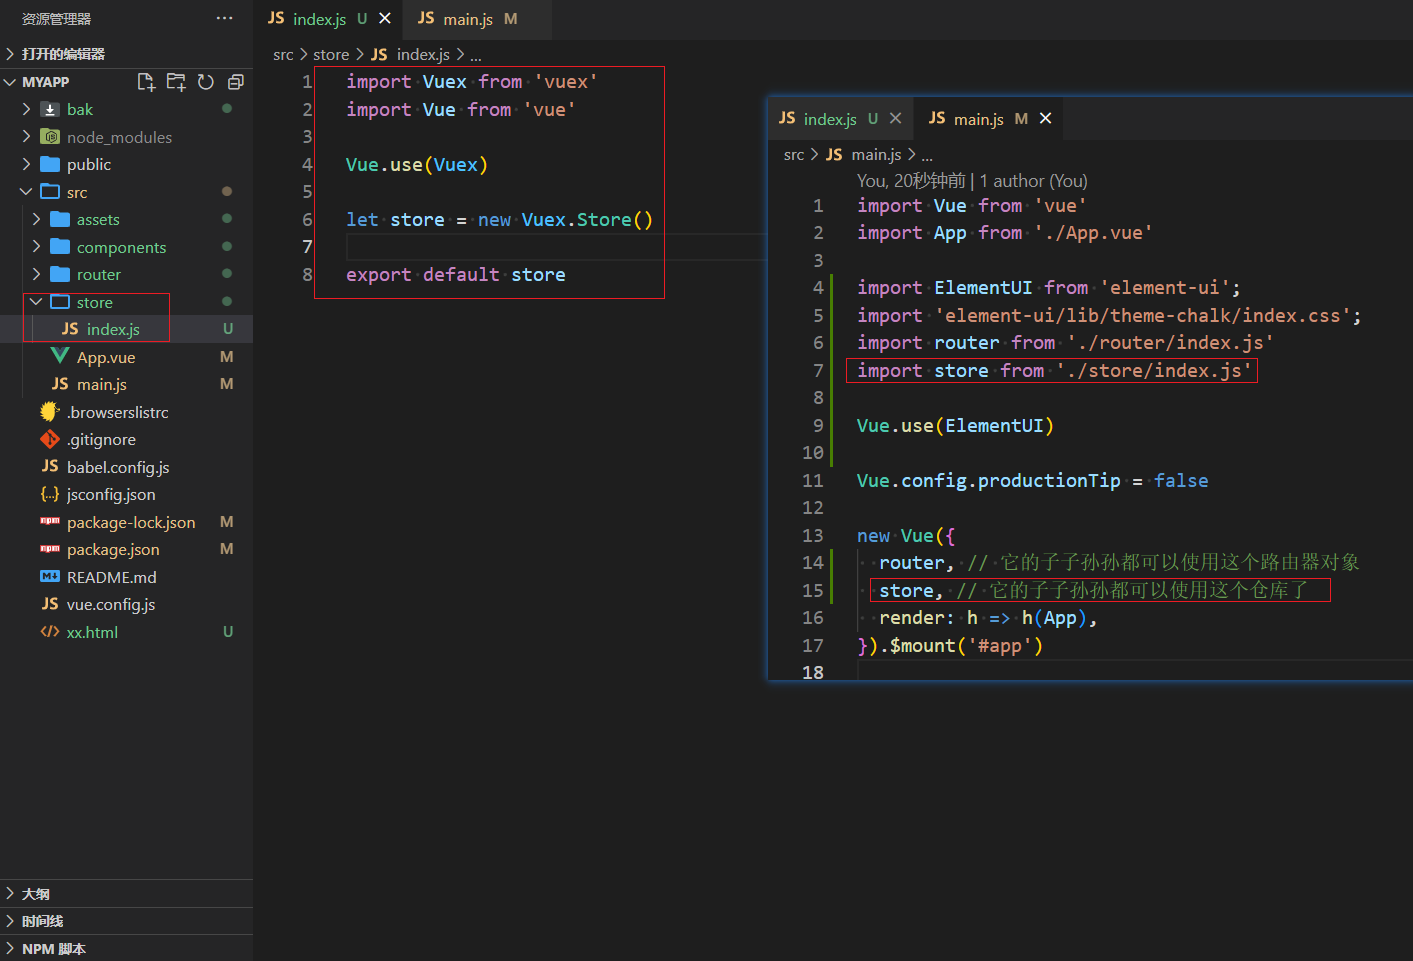 资源管理器 ···
打开的编辑器
MYAPP
bak
node_modules
public
src
assets
components
router
store
JS index.js U
App.vue M
JS main.js M
.browserslistrc
.gitignore
JS babel.config.js
{..} jsconfig.json
npm package-lock.json M
npm package.json M
M↓ README.md
JS vue.config.js
<> xx.html U
大纲
时间线
NPM 脚本
JS index.js U × JS main.js M
src > store > JS index.js > ...
1 import Vuex from 'vuex'
2 import Vue from 'vue'
3
4 Vue.use(Vuex)
5
6 let store = new Vuex.Store()
7
8 export default store
JS index.js U × JS main.js M ×
src > JS main.js > ...
You, 20秒钟前 | 1 author (You)
1 import Vue from 'vue'
2 import App from './App.vue'
3
4 import ElementUI from 'element-ui';
5 import 'element-ui/lib/theme-chalk/index.css';
6 import router from './router/index.js'
7 import store from './store/index.js'
8
9 Vue.use(ElementUI)
10
11 Vue.config.productionTip = false
12
13 new Vue({
14 router, // 它的子子孙孙都可以使用这个路由器对象
15 store, // 它的子子孙孙都可以使用这个仓库了
16 render: h => h(App),
17 }).$mount('#app')
18